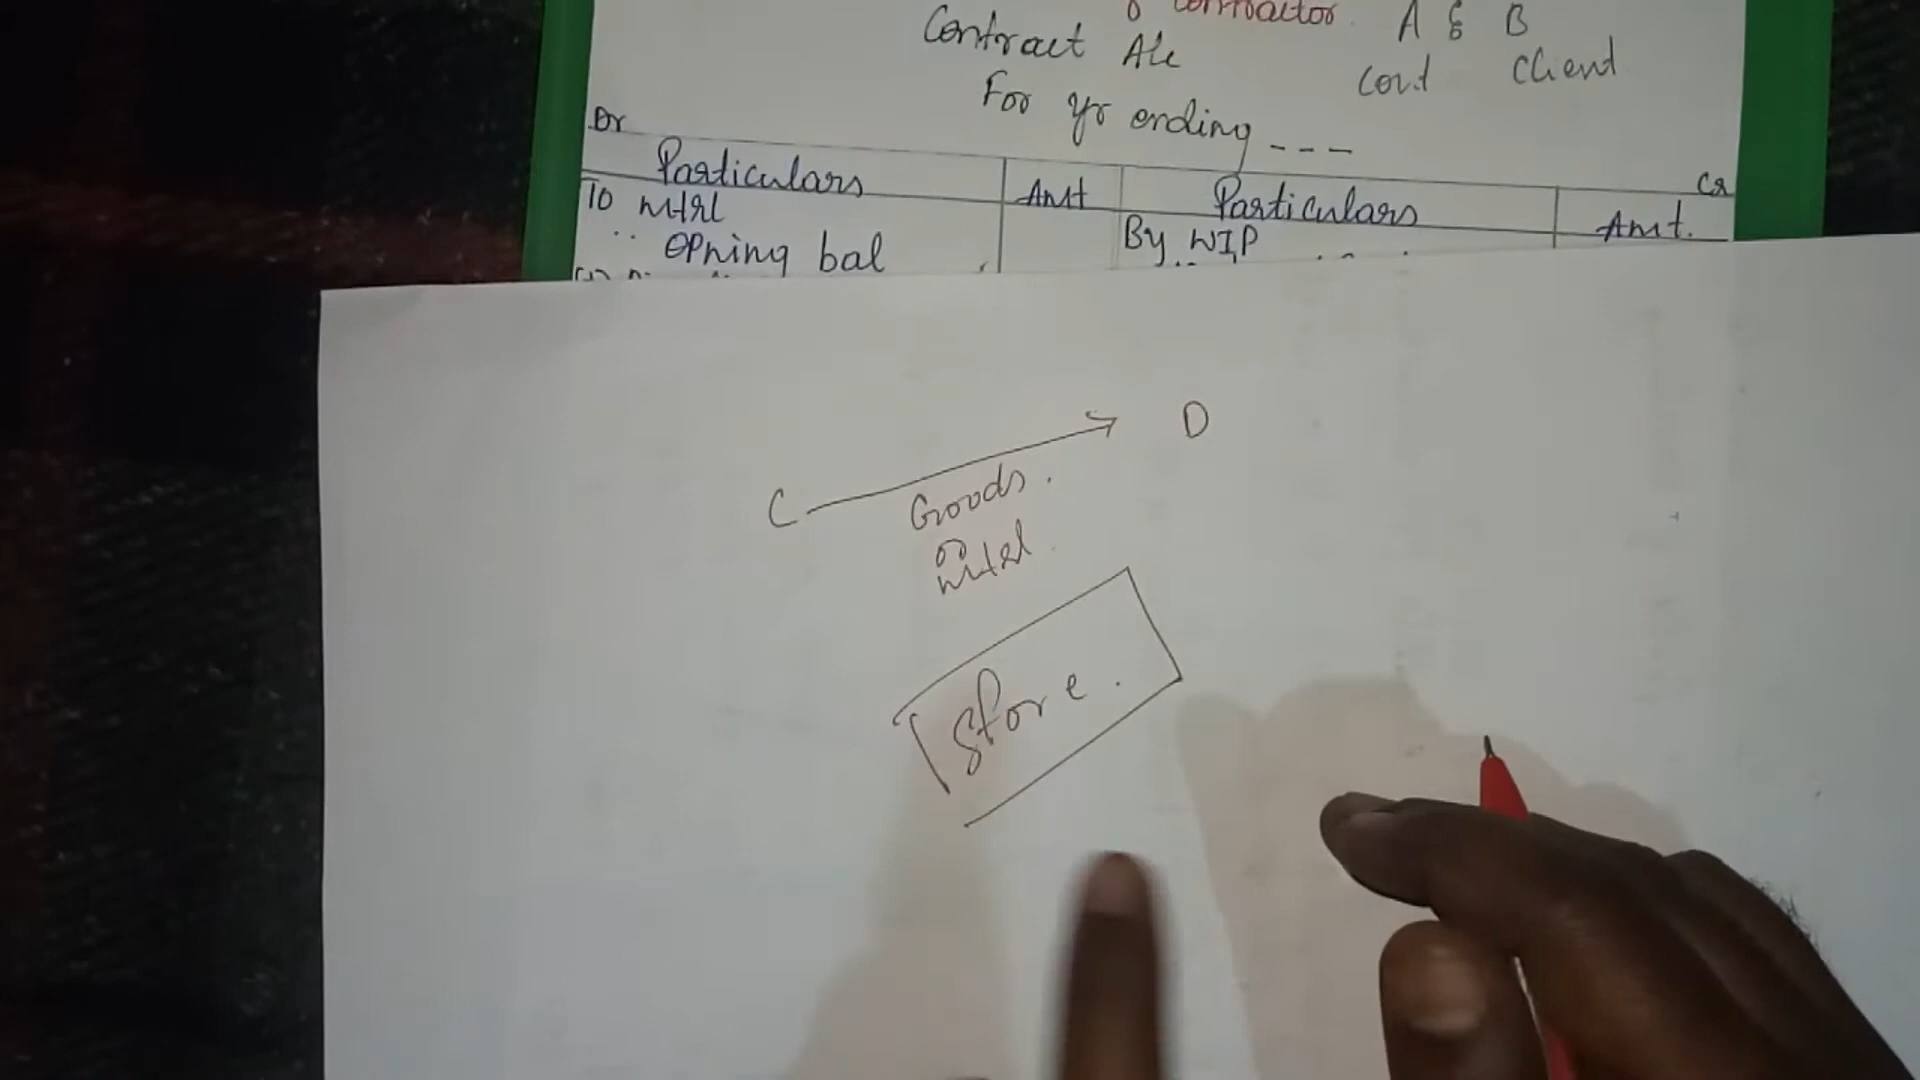 contractor. A & B
Contract A/c cont client
For yr ending ---
Dr Cr
Particulars Amt Particulars Amt.
To mtrl By WIP
'' OPning bal
C D
Goods.
or
mtrl
Store.